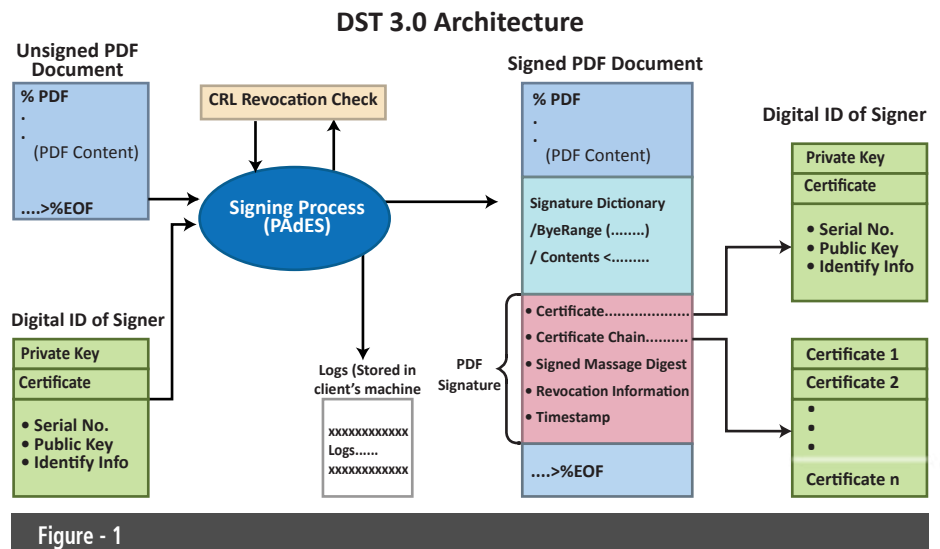 DST 3.0 Architecture
Unsigned PDF
Document
% PDF
.
.
(PDF Content)
....>%EOF
CRL Revocation Check
Signing Process
(PAdES)
Digital ID of Signer
Private Key
Certificate
• Serial No.
• Public Key
• Identify Info
Logs (Stored in
client's machine
xxxxxxxxxxxx
Logs......
xxxxxxxxxxxx
Signed PDF Document
% PDF
.
.
(PDF Content)
Signature Dictionary
/ByeRange (........)
/ Contents <.........
PDF
Signature
• Certificate......................
• Certificate Chain...........
• Signed Massage Digest
• Revocation Information
• Timestamp
....>%EOF
Digital ID of Signer
Private Key
Certificate
• Serial No.
• Public Key
• Identify Info
Certificate 1
Certificate 2
•
•
•
Certificate n
Figure - 1